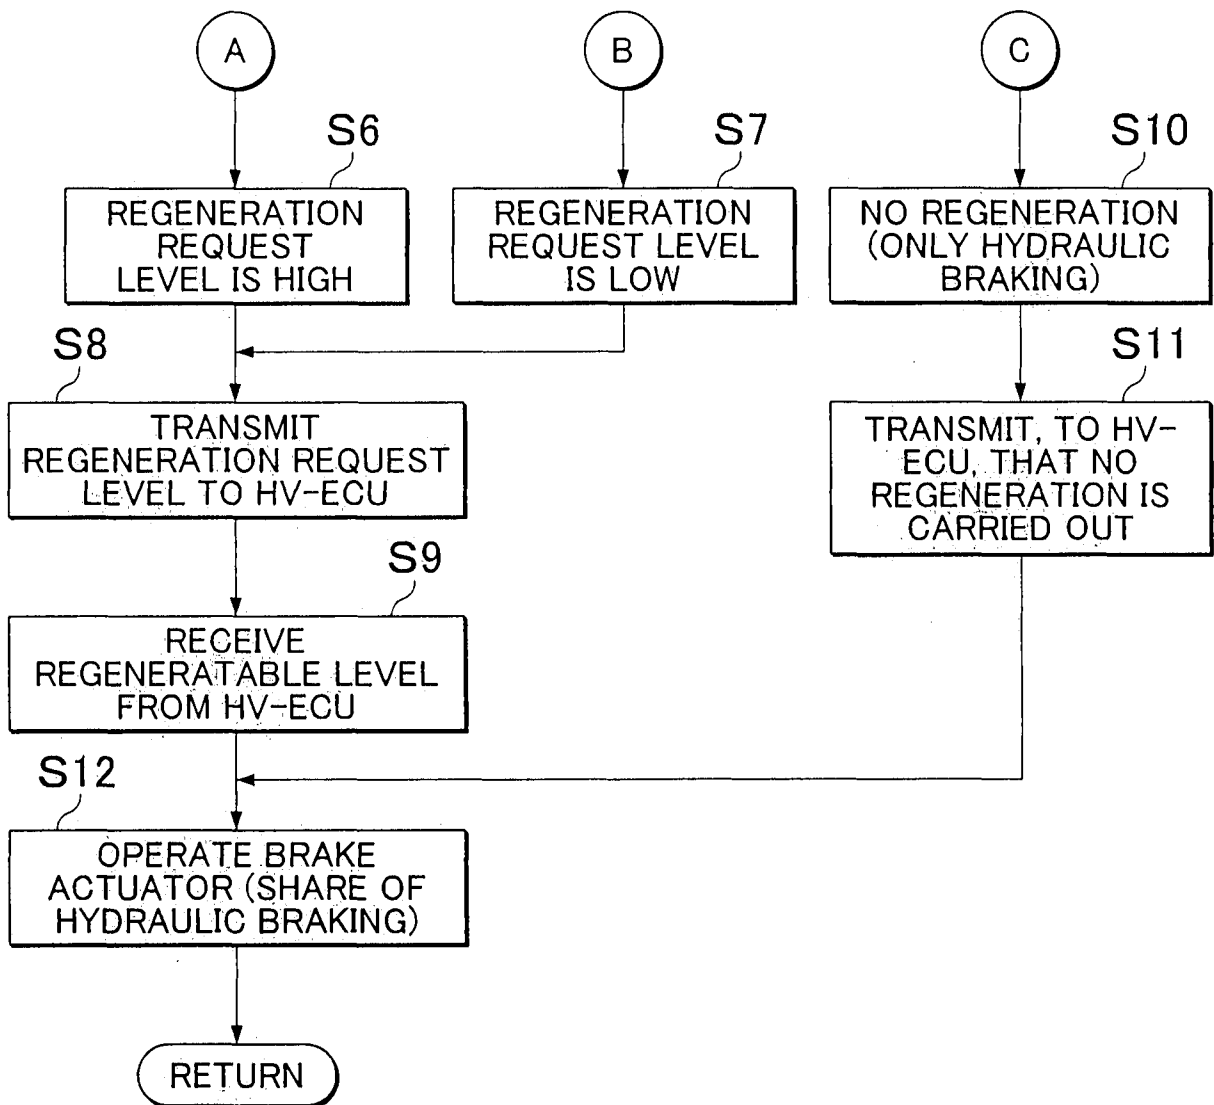 A
B
C
S6
S7
S10
REGENERATION
REQUEST
LEVEL IS HIGH
REGENERATION
REQUEST LEVEL
IS LOW
NO REGENERATION
(ONLY HYDRAULIC
BRAKING)
S8
S11
TRANSMIT
REGENERATION REQUEST
LEVEL TO HV-ECU
TRANSMIT, TO HV-
ECU, THAT NO
REGENERATION IS
CARRIED OUT
S9
RECEIVE
REGENERATABLE LEVEL
FROM HV-ECU
S12
OPERATE BRAKE
ACTUATOR (SHARE OF
HYDRAULIC BRAKING)
RETURN